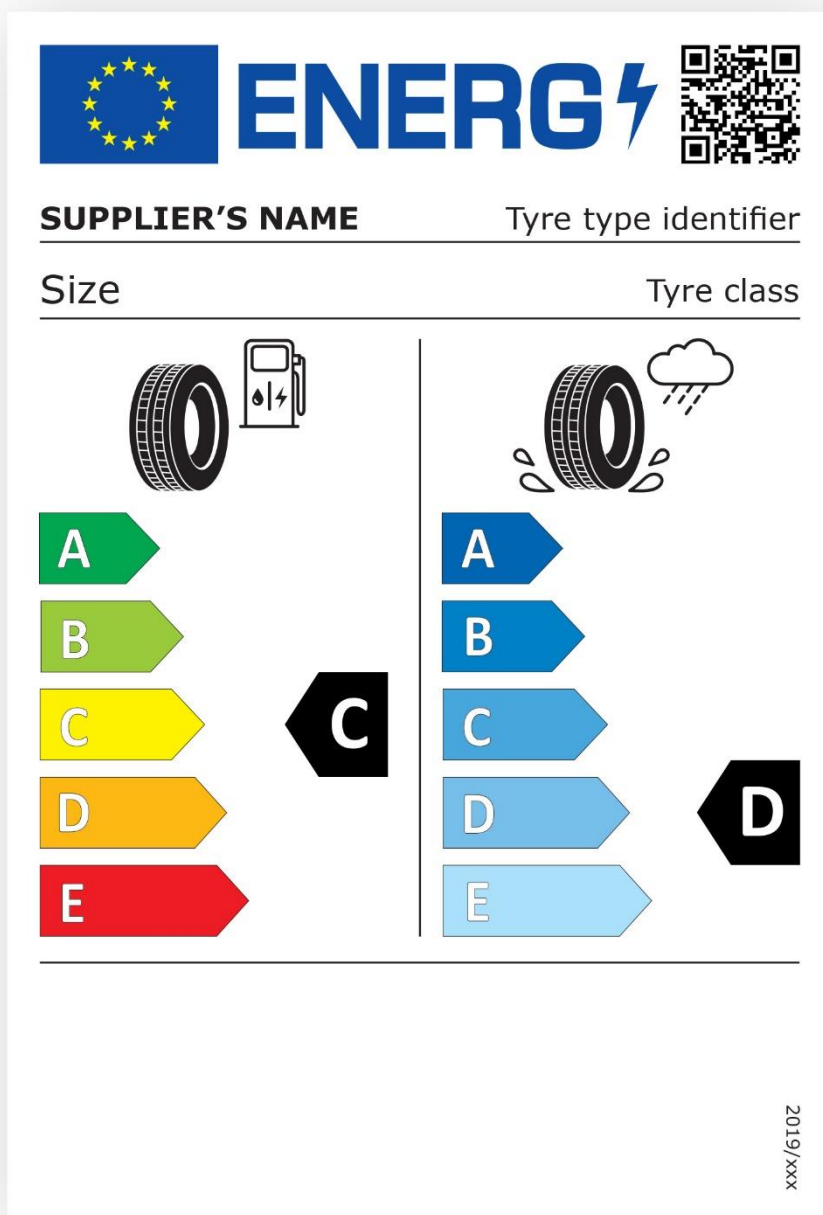 ENERG
SUPPLIER'S NAME Tyre type identifier
Size Tyre class
A
B
C
D
E
C
A
B
C
D
E
D
2019/xxx